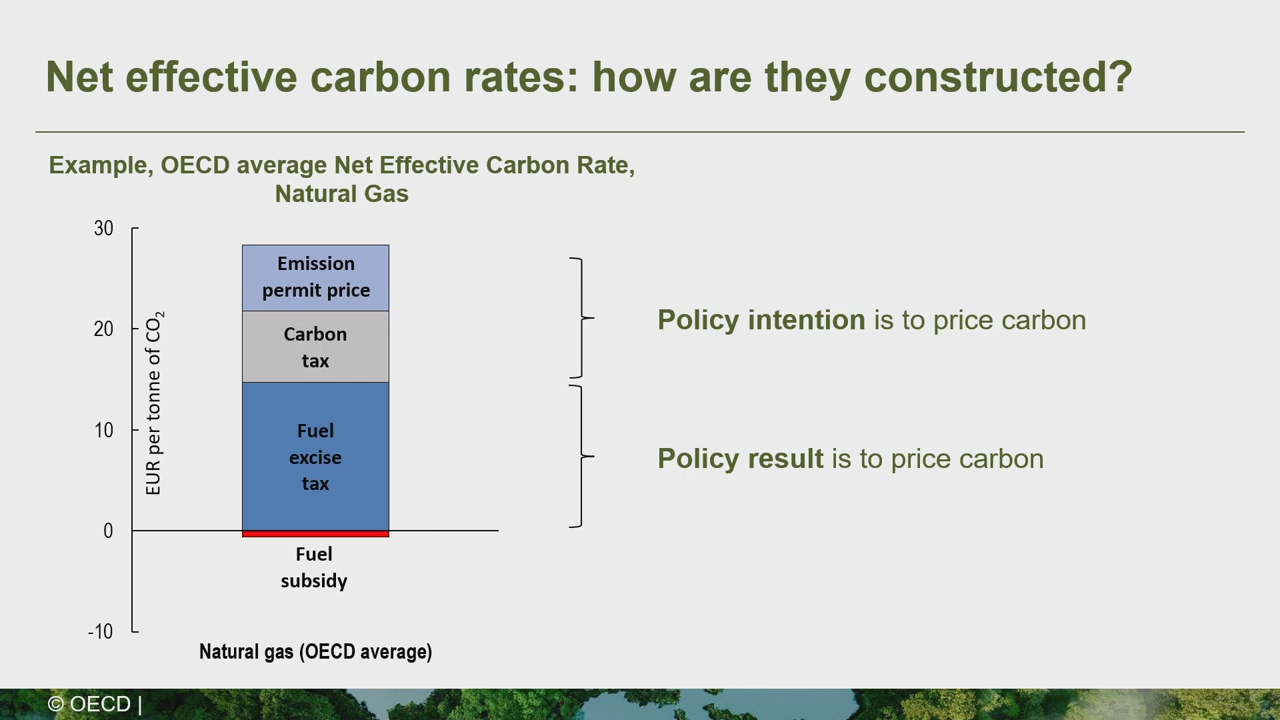 Net effective carbon rates: how are they constructed?
Example, OECD average Net Effective Carbon Rate,
Natural Gas
30
20
10
0
-10
EUR per tonne of CO2
Emission
permit price
Carbon
tax
Fuel
excise
tax
Fuel
subsidy
Natural gas (OECD average)
Policy intention is to price carbon
Policy result is to price carbon
© OECD |